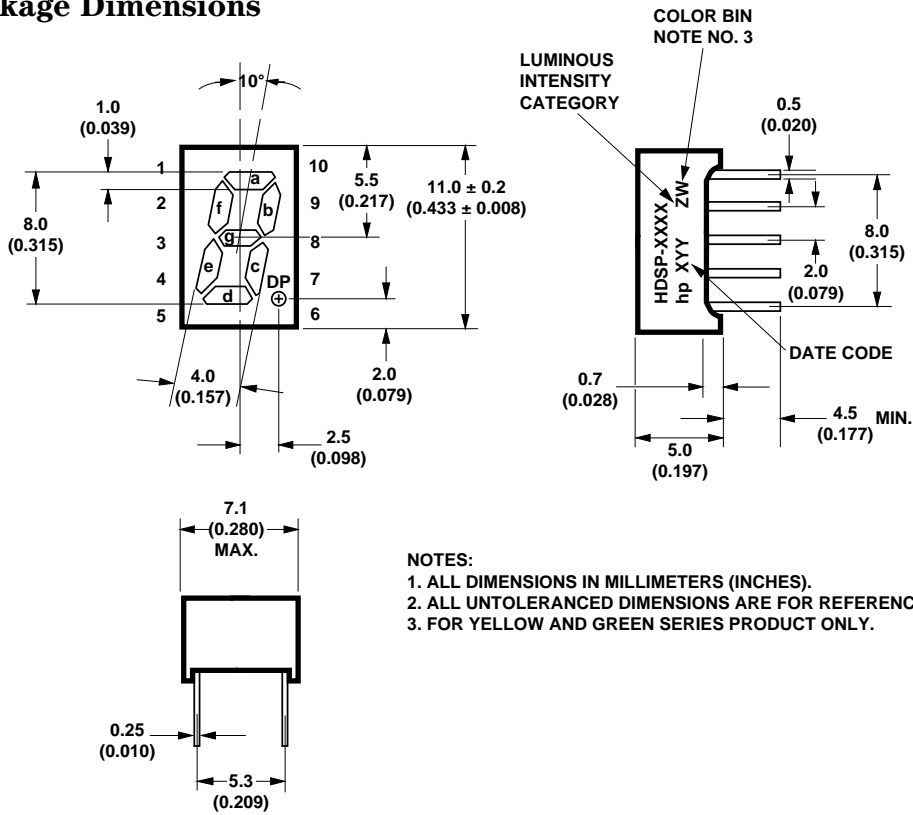 kage Dimensions
COLOR BIN
NOTE NO. 3
LUMINOUS
INTENSITY
CATEGORY
10°
1.0
(0.039)
0.5
(0.020)
1
2
3
4
5
10
9
8
7
6
a
f
b
g
e
c
d
DP
8.0
(0.315)
5.5
(0.217)
11.0 ± 0.2
(0.433 ± 0.008)
HDSP-XXXX
ZW
hp XYY
8.0
(0.315)
2.0
(0.079)
DATE CODE
4.0
(0.157)
2.0
(0.079)
2.5
(0.098)
0.7
(0.028)
4.5 MIN.
(0.177)
5.0
(0.197)
7.1
(0.280)
MAX.
0.25
(0.010)
5.3
(0.209)
NOTES:
1. ALL DIMENSIONS IN MILLIMETERS (INCHES).
2. ALL UNTOLERANCED DIMENSIONS ARE FOR REFERENC
3. FOR YELLOW AND GREEN SERIES PRODUCT ONLY.